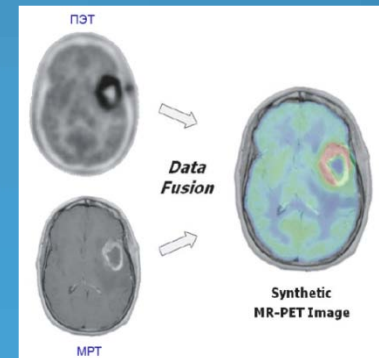 ПЭТ
Data
Fusion
Synthetic
MR-PET Image
МРТ